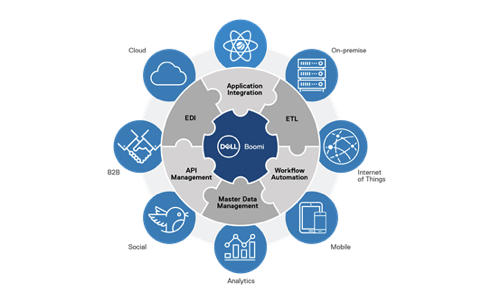 Cloud
On-premise
Application
Integration
EDI
ETL
DELL Boomi
B2B
Internet
of Things
API
Management
Workflow
Automation
Master Data
Management
Social
Mobile
Analytics